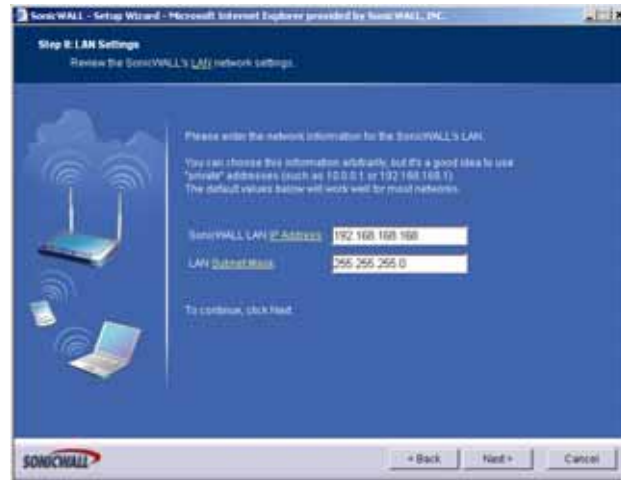 SonicWALL - Setup Wizard - Microsoft Internet Explorer provided by SonicWALL, INC.
Step 8: LAN Settings
Review the SonicWALL's LAN network settings.
Please enter the network information for the SonicWALL's LAN.
You can choose this information arbitrarily, but it's a good idea to use
"private" addresses (such as 10.0.0.1 or 192.168.168.1).
The default values below will work well for most networks.
SonicWALL LAN IP Address: 192.168.168.168
LAN Subnet Mask: 255.255.255.0
To continue, click Next.
SONICWALL
< Back Next > Cancel